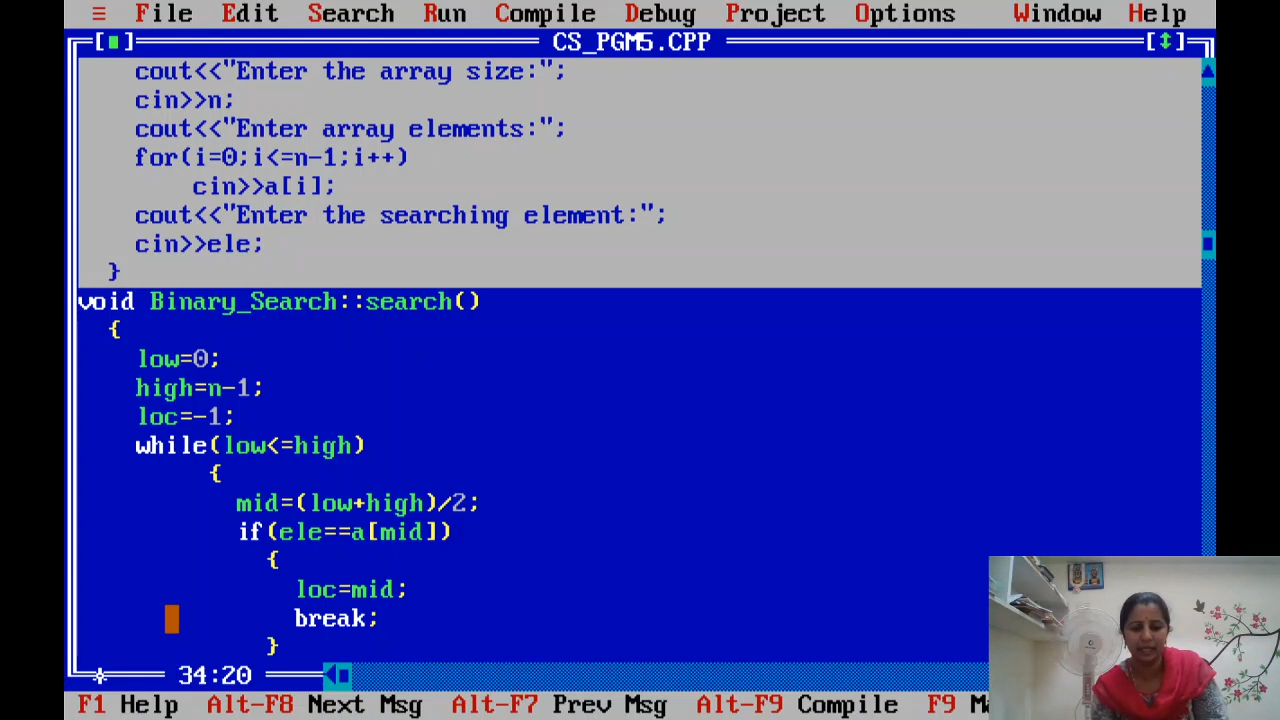 ≡ File Edit Search Run Compile Debug Project Options Window Help
[■] CS_PGM5.CPP [↕]
cout<<"Enter the array size:";
cin>>n;
cout<<"Enter array elements:";
for(i=0;i<=n-1;i++)
cin>>a[i];
cout<<"Enter the searching element:";
cin>>ele;
}
void Binary_Search::search()
{
low=0;
high=n-1;
loc=-1;
while(low<=high)
{
mid=(low+high)/2;
if(ele==a[mid])
{
loc=mid;
break;
}
34:20
F1 Help Alt-F8 Next Msg Alt-F7 Prev Msg Alt-F9 Compile F9